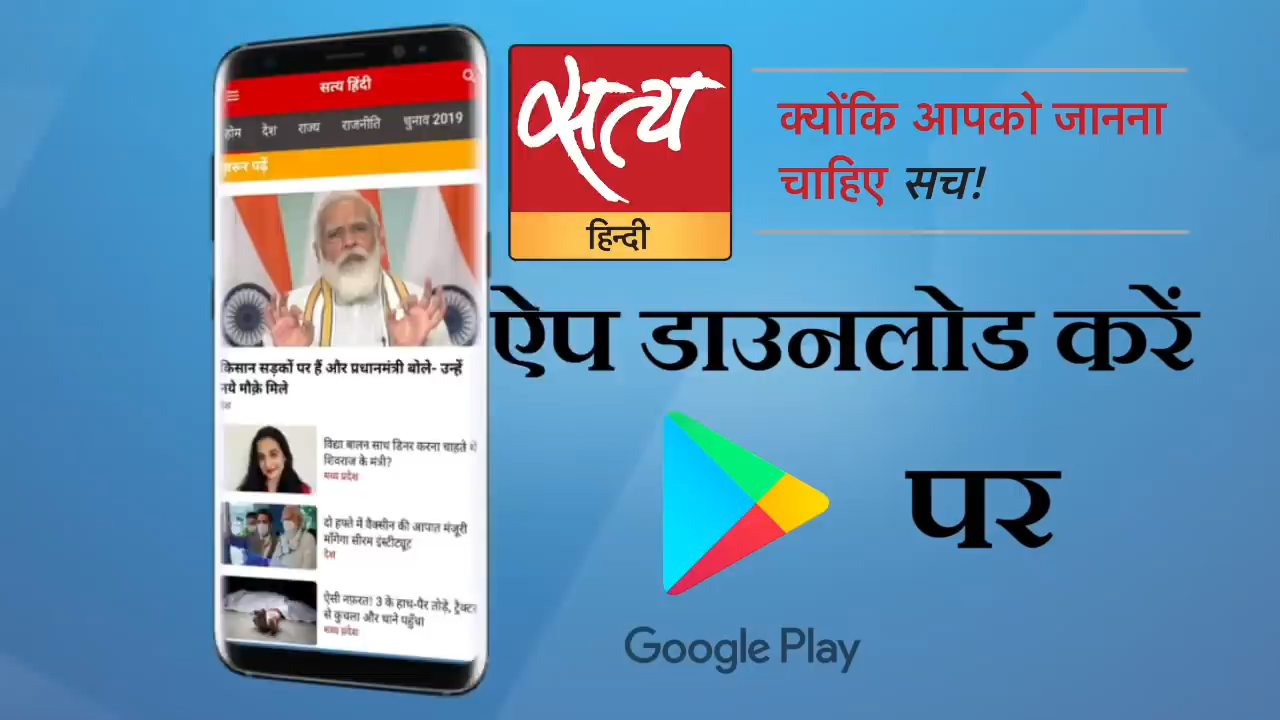 सत्य हिंदी
होम देश राज्य राजनीति चुनाव 2019
ज़रूर पढ़ें
किसान सड़कों पर हैं और प्रधानमंत्री बोले- उन्हें
नये मौक़े मिले
देश
विद्या बालन साथ डिनर करना चाहते थे
शिवराज के मंत्री?
मध्य प्रदेश
दो हफ्ते में वैक्सीन की आपात मंजूरी
माँगेगा सीरम इंस्टीट्यूट
देश
ऐसी नफ़रत! 3 के हाथ-पैर तोड़े, ट्रैक्टर
से कुचला और थाने पहुँचा
मध्य प्रदेश
सत्य
हिन्दी
क्योंकि आपको जानना
चाहिए सच!
ऐप डाउनलोड करें
पर
Google Play